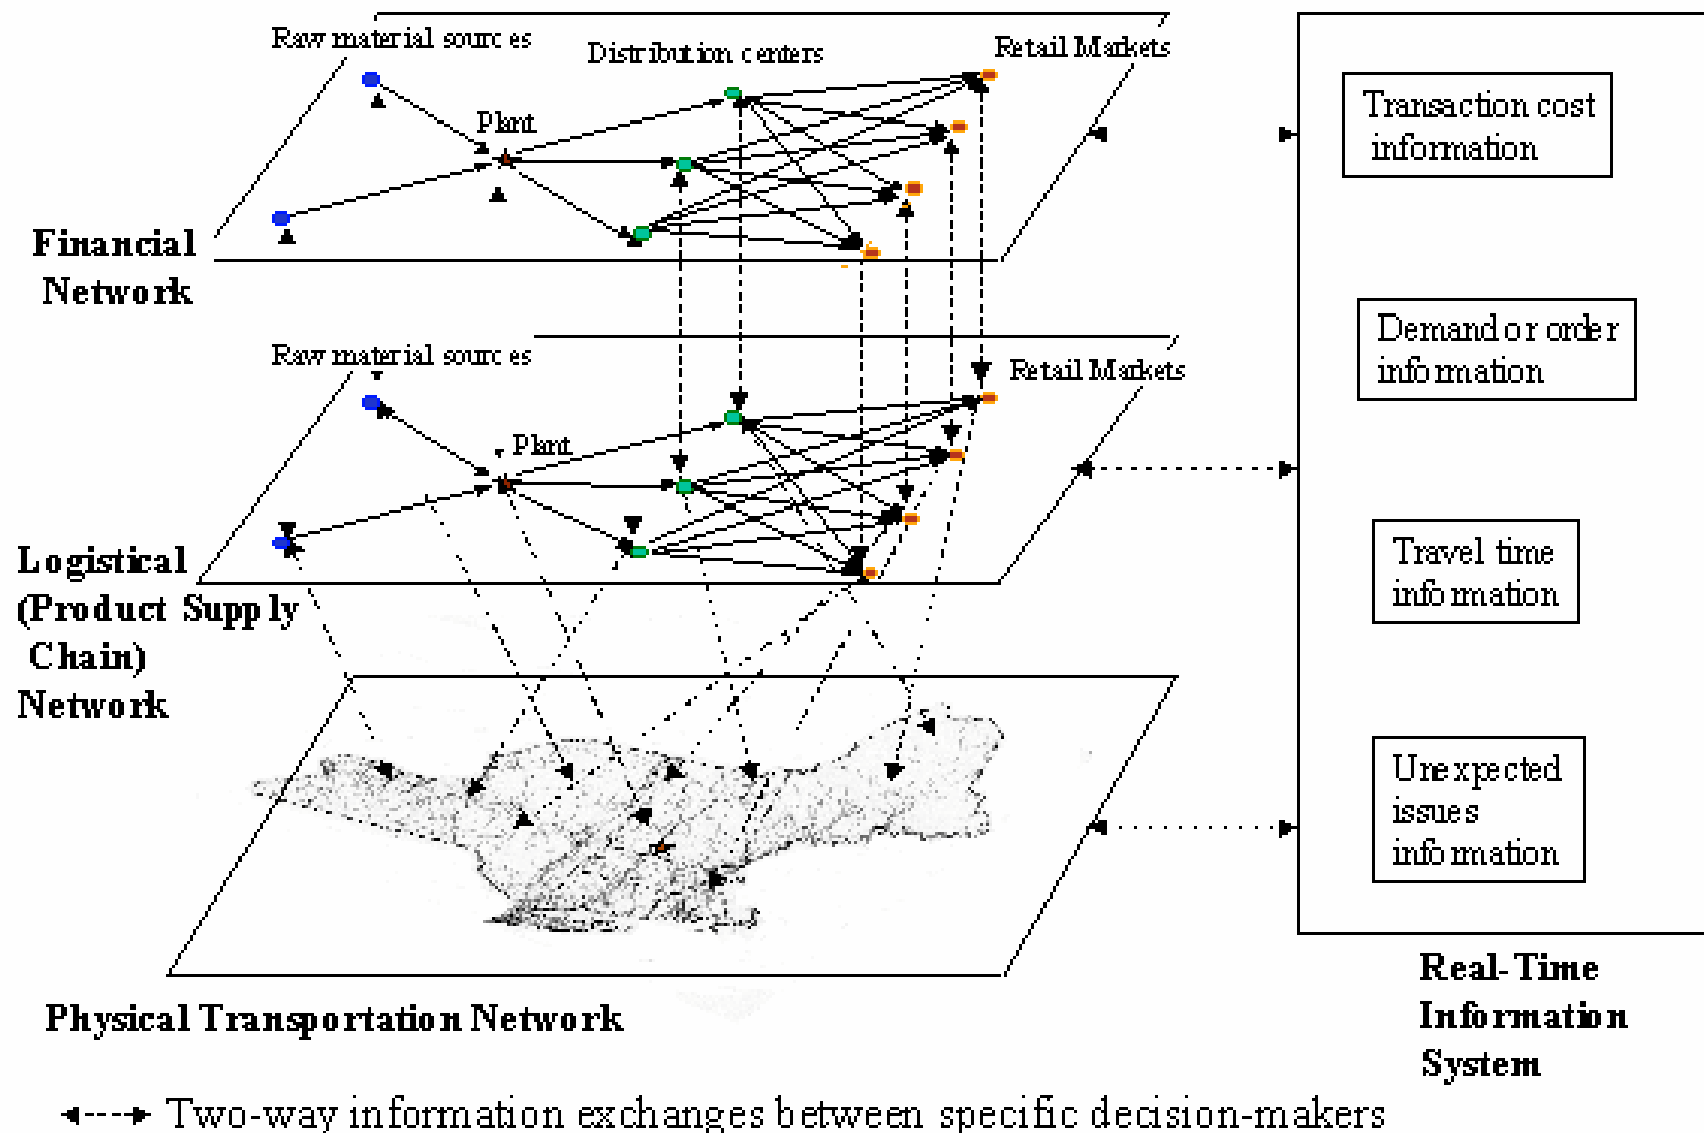 Raw material sources
Distribution centers
Retail Markets
Plant
Financial
Network
Raw material sources
Retail Markets
Plant
Logistical
(Product Supply
Chain)
Network
Physical Transportation Network
Transaction cost
information
Demand or order
information
Travel time
information
Unexpected
issues
information
Real-Time
Information
System
Two-way information exchanges between specific decision-makers